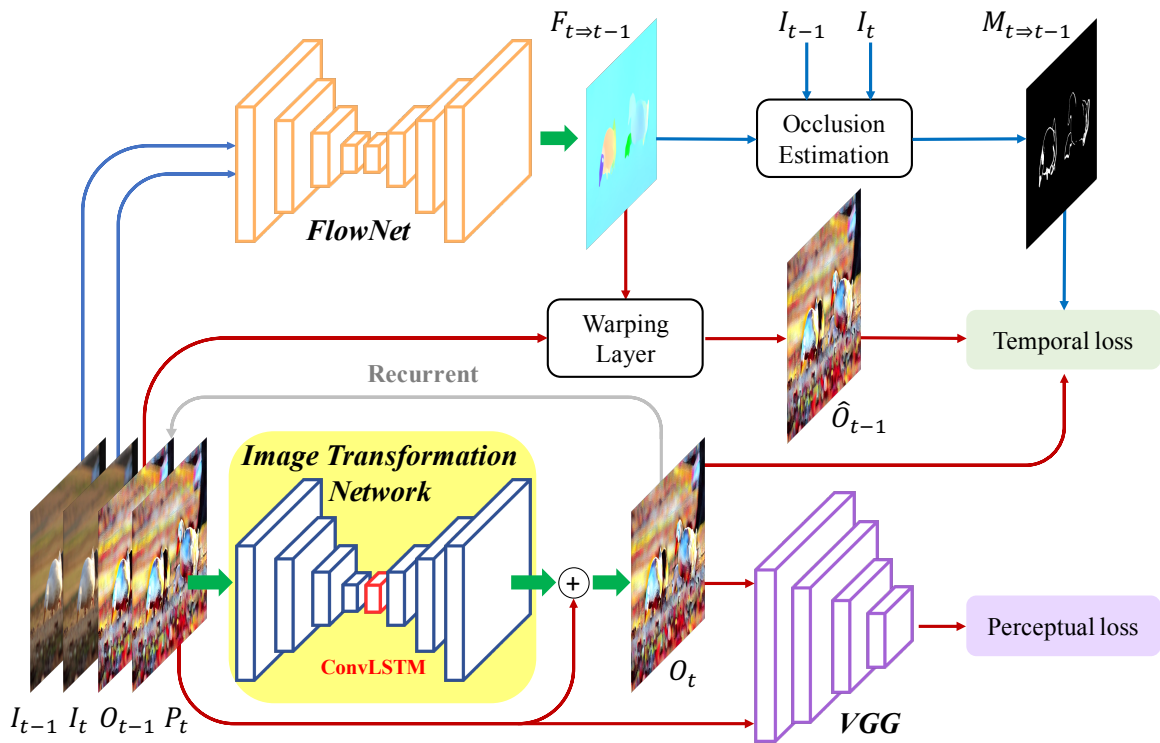 F_{t⇒t−1}
I_{t−1} I_t
M_{t⇒t−1}
Occlusion
Estimation
FlowNet
Warping
Layer
Temporal loss
Recurrent
Ô_{t−1}
Image Transformation
Network
+
ConvLSTM
O_t
Perceptual loss
I_{t−1} I_t O_{t−1} P_t
VGG